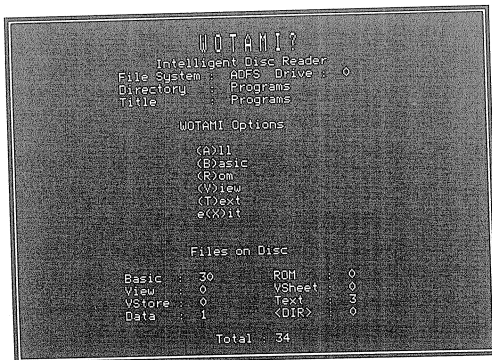 WOTAMI?
Intelligent Disc Reader
File System : ADFS Drive : 0
Directory : Programs
Title : Programs
WOTAMI Options
(A)ll
(B)asic
(R)om
(V)iew
(T)ext
e(X)it
Files on Disc
Basic : 30 ROM : 0
View : 0 VSheet : 0
VStore : 0 Text : 3
Data : 1 <DIR> : 0
Total : 34